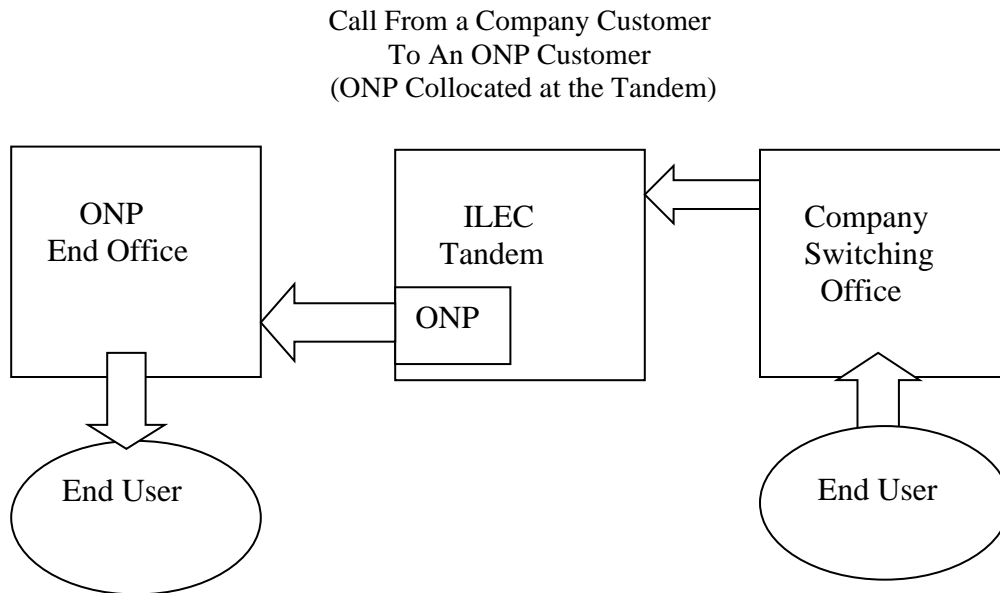 Call From a Company Customer
To An ONP Customer
(ONP Collocated at the Tandem)
ONP
End Office
ILEC
Tandem
ONP
Company
Switching
Office
End User
End User